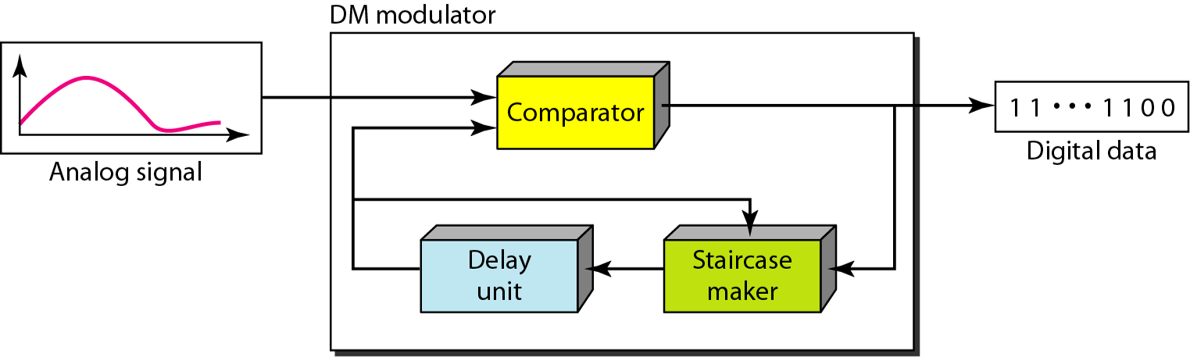 DM modulator
Analog signal
Comparator
1 1 ··· 1 1 0 0
Digital data
Delay
unit
Staircase
maker